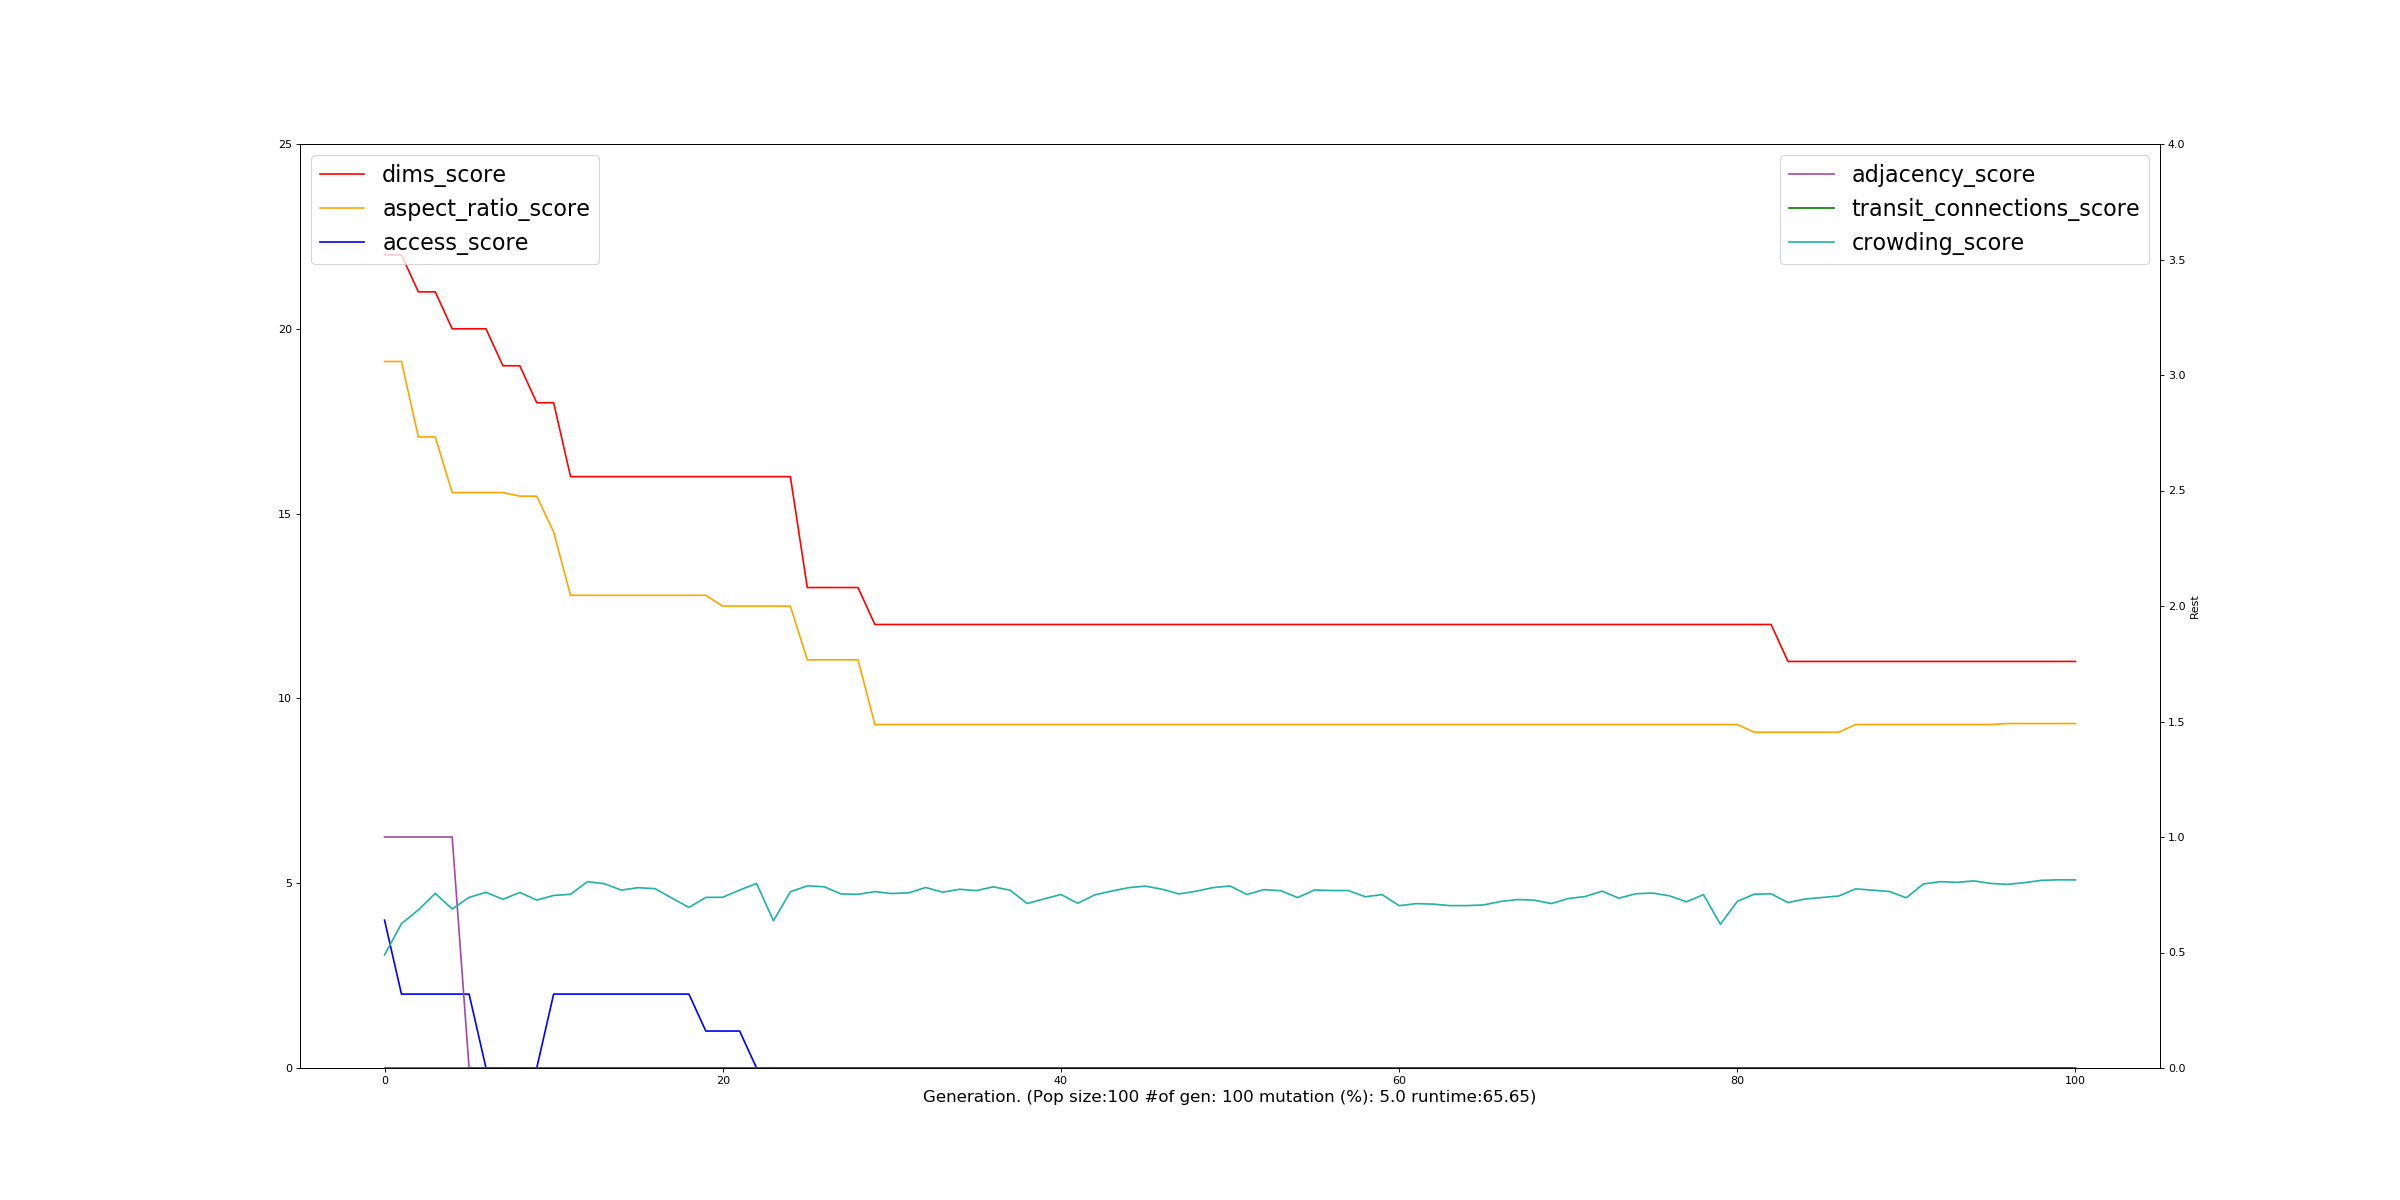 25
20
15
10
5
0
dims_score
aspect_ratio_score
access_score
adjacency_score
transit_connections_score
crowding_score
4.0
3.5
3.0
2.5
2.0
1.5
1.0
0.5
0.0
Rest
0 20 40 60 80 100
Generation. (Pop size:100 #of gen: 100 mutation (%): 5.0 runtime:65.65)